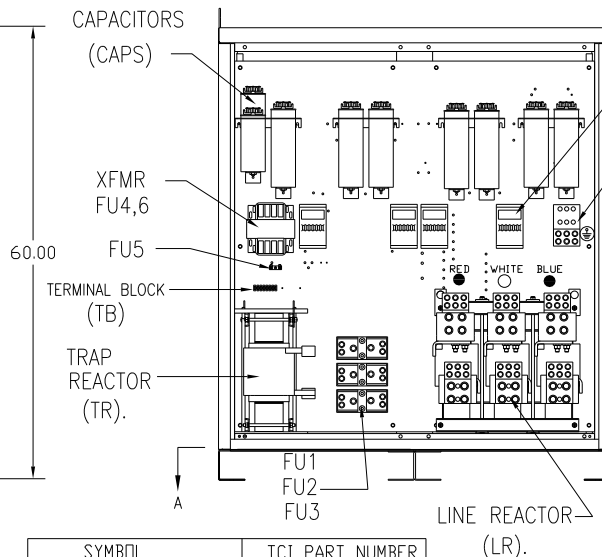 CAPACITORS
(CAPS)
XFMR
FU4,6
60.00
FU5
TERMINAL BLOCK
(TB)
RED WHITE BLUE
TRAP
REACTOR
(TR).
A
FU1
FU2
FU3
LINE REACTOR
(LR).
SYMBOL
TCI PART NUMBER